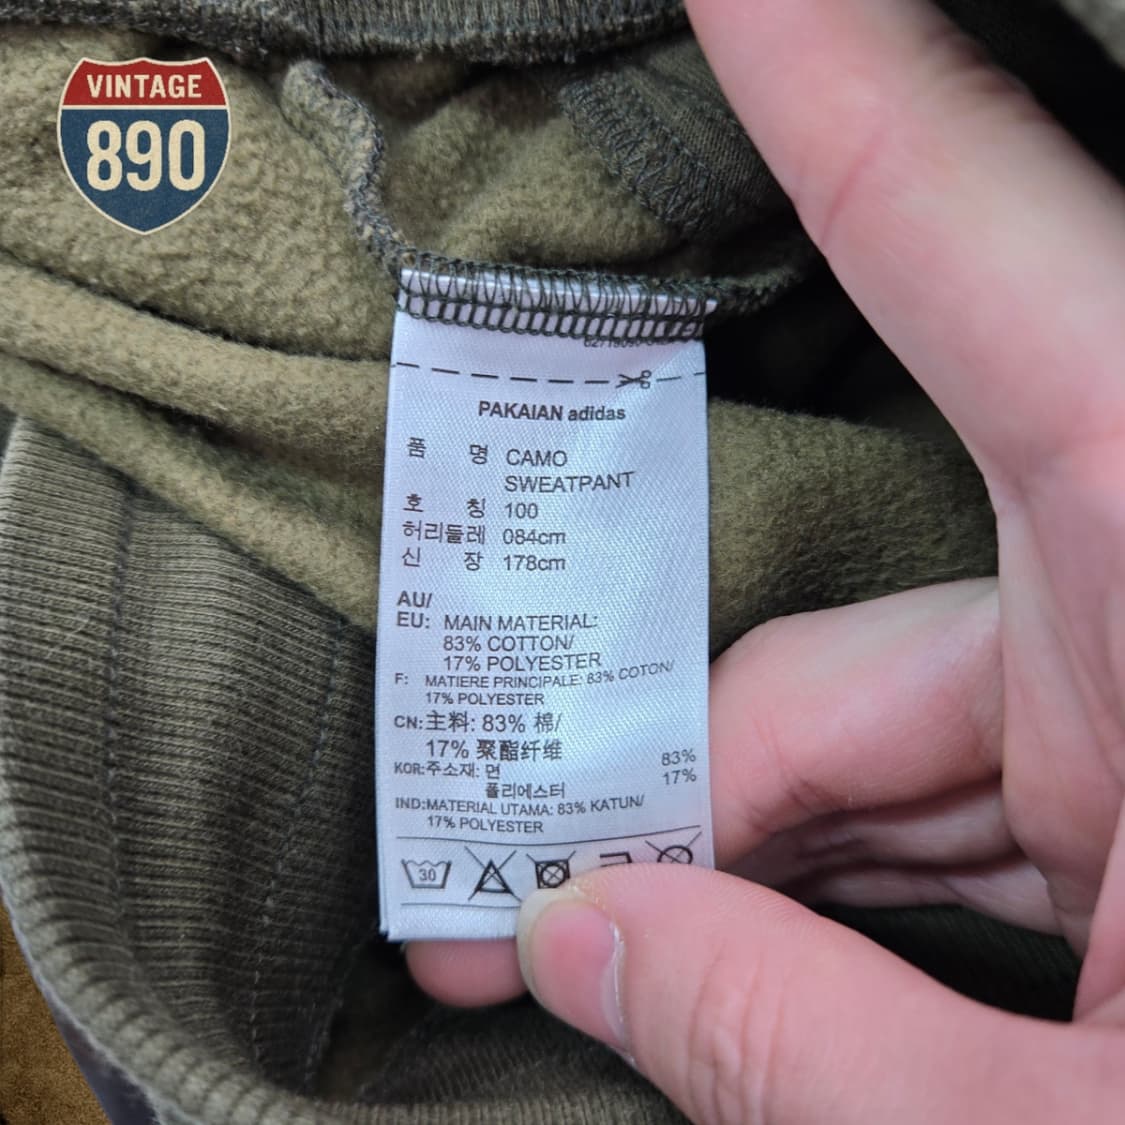 VINTAGE
890
PAKAIAN adidas
품 명 CAMO
SWEATPANT
호 칭 100
허리둘레 084cm
신 장 178cm
AU/
EU: MAIN MATERIAL:
83% COTTON/
17% POLYESTER
F: MATIERE PRINCIPALE: 83% COTON/
17% POLYESTER
CN:主料: 83% 棉/
17% 聚酯纤维
KOR:주소재: 면 83%
폴리에스터 17%
IND:MATERIAL UTAMA: 83% KATUN/
17% POLYESTER
30